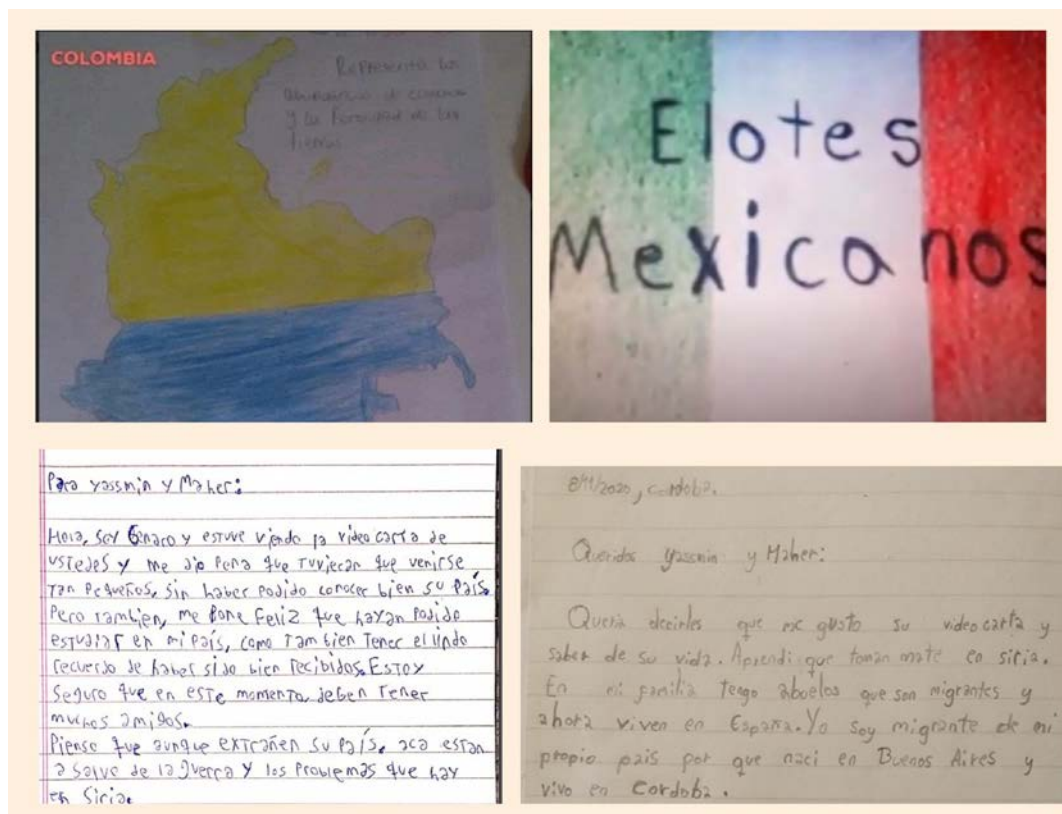 COLOMBIA
Representa la
abundancia de
y la
tierras
Elotes
Mexicanos
Para yassmin y Maher:
Hola, soy Genaro y estuve viendo la video carta de
ustedes y me dio pena que tuviecan que venirse
tan pequeños, sin haber podido conocer bien su país.
Pero tambien, me pone feliz que hayan podido
estudiar en mi país, como tambien tener el lindo
recuerdo de haber sido bien recibidos. Estoy
seguro que en este momento, deben tener
muchos amigos.
Pienso que aunque extrañen su país, aca estan
a salvo de la guerra y los problemas que hay
en Siria.
8/11/2020, cordoba.
Queridos yassmin y Maher:
Queria decirles que me gusto su video carta y
saber de su vida. Aprendi que toman mate en siria.
En mi familia tengo abuelos que son migrantes y
ahora viven en España. Yo soy migrante de mi
propio pais por que naci en Buenos Aires y
vivo en Cordoba.